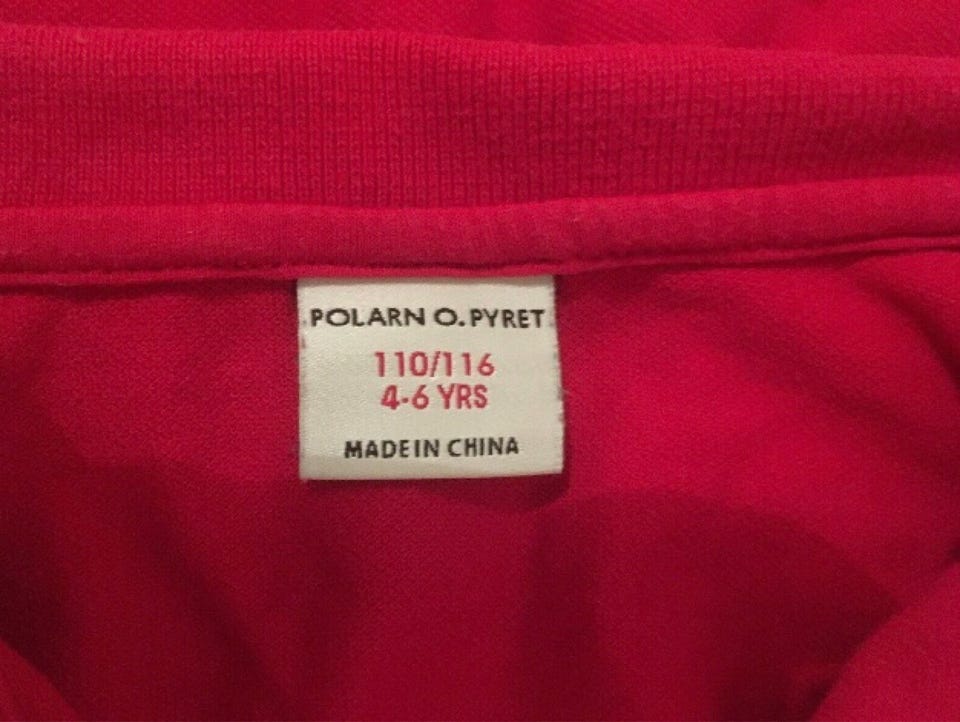 POLARN O. PYRET
110/116
4-6 YRS
MADE IN CHINA